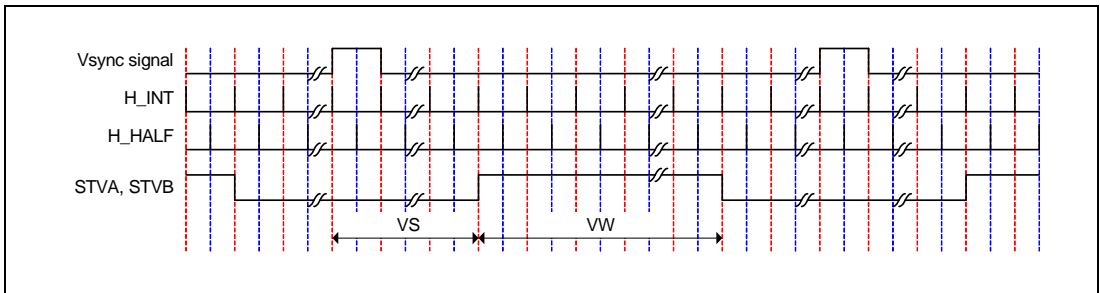 Vsync signal
H_INT
H_HALF
STVA, STVB
VS VW